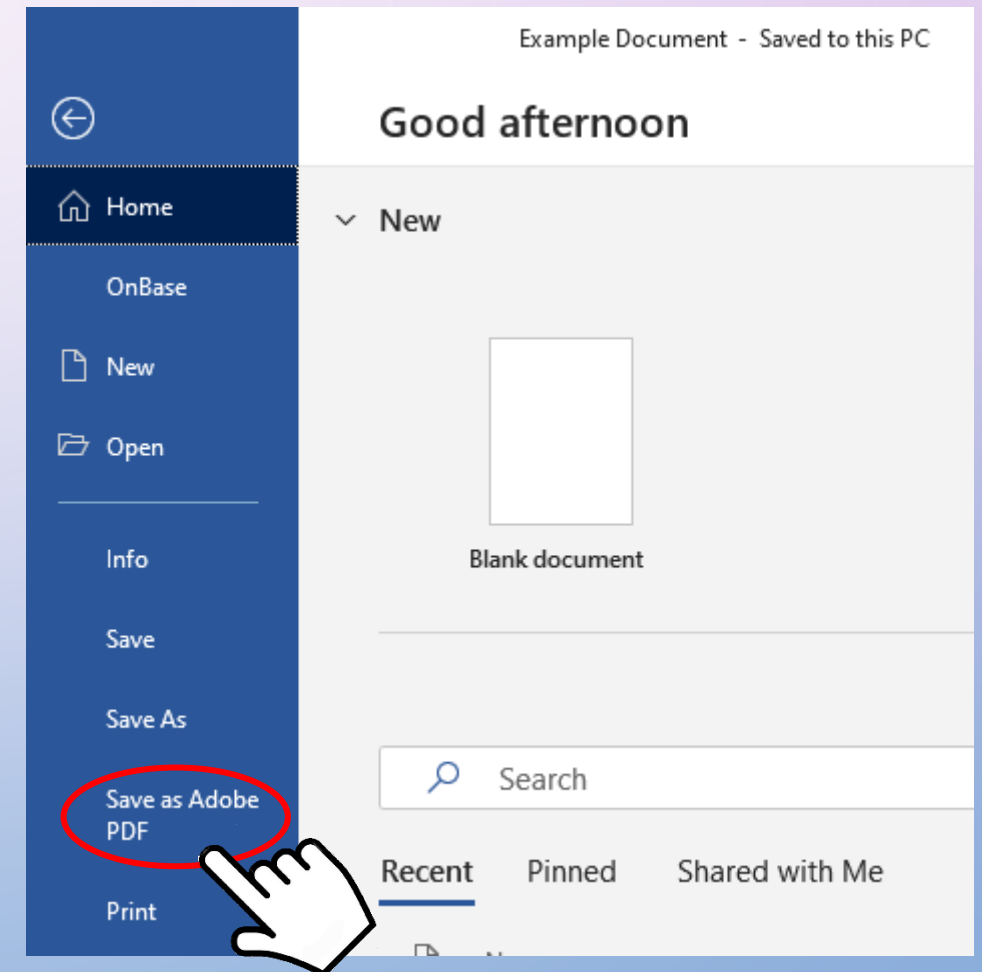 Example Document - Saved to this PC
Good afternoon
Home
New
OnBase
New
Open
Blank document
Info
Save
Save As
Search
Save as Adobe
PDF
Recent Pinned Shared with Me
Print